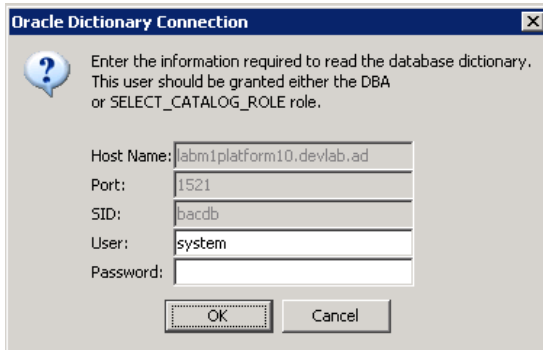 Oracle Dictionary Connection
Enter the information required to read the database dictionary.
This user should be granted either the DBA
or SELECT_CATALOG_ROLE role.
Host Name: labm1platform10.devlab.ad
Port: 1521
SID: bacdb
User: system
Password:
OK Cancel